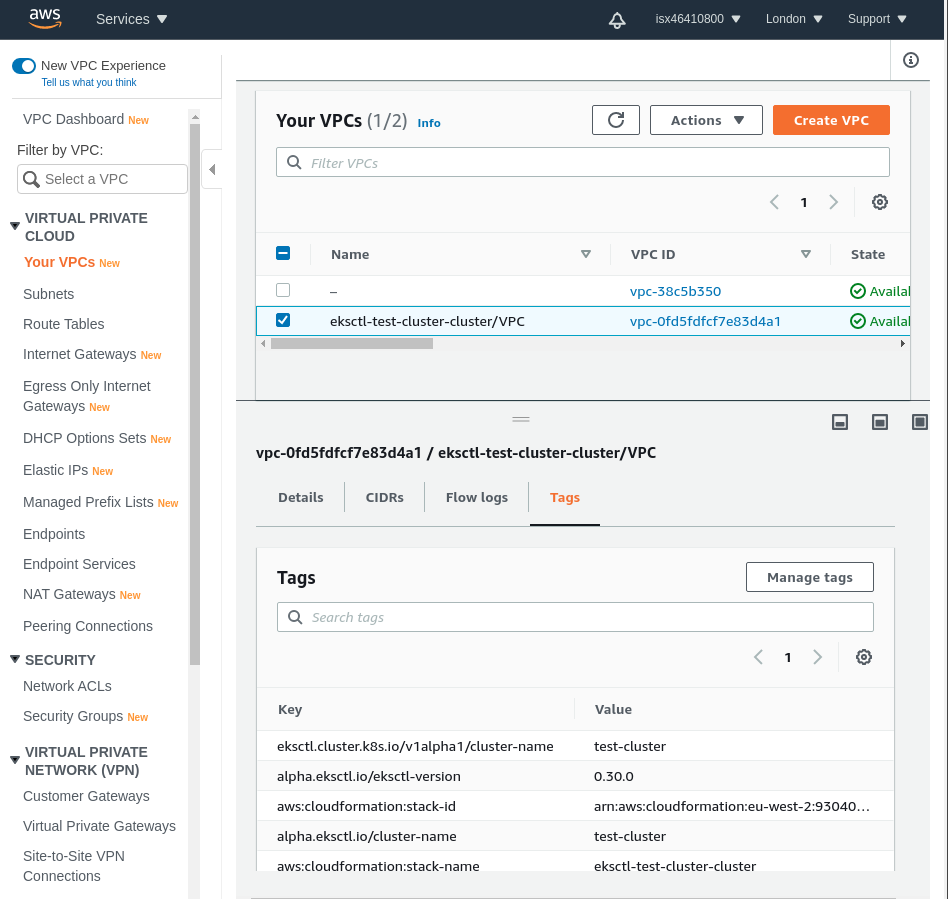 aws
Services
isx46410800
London
Support
New VPC Experience
Tell us what you think
VPC Dashboard New
Filter by VPC:
Select a VPC
VIRTUAL PRIVATE
CLOUD
Your VPCs New
Subnets
Route Tables
Internet Gateways New
Egress Only Internet
Gateways New
DHCP Options Sets New
Elastic IPs New
Managed Prefix Lists New
Endpoints
Endpoint Services
NAT Gateways New
Peering Connections
SECURITY
Network ACLs
Security Groups New
VIRTUAL PRIVATE
NETWORK (VPN)
Customer Gateways
Virtual Private Gateways
Site-to-Site VPN
Connections
Your VPCs (1/2) Info
Actions
Create VPC
Filter VPCs
1
Name VPC ID State
– vpc-38c5b350 Availal
eksctl-test-cluster-cluster/VPC vpc-0fd5fdfcf7e83d4a1 Availal
vpc-0fd5fdfcf7e83d4a1 / eksctl-test-cluster-cluster/VPC
Details CIDRs Flow logs Tags
Tags
Manage tags
Search tags
1
Key Value
eksctl.cluster.k8s.io/v1alpha1/cluster-name test-cluster
alpha.eksctl.io/eksctl-version 0.30.0
aws:cloudformation:stack-id arn:aws:cloudformation:eu-west-2:93040...
alpha.eksctl.io/cluster-name test-cluster
aws:cloudformation:stack-name eksctl-test-cluster-cluster